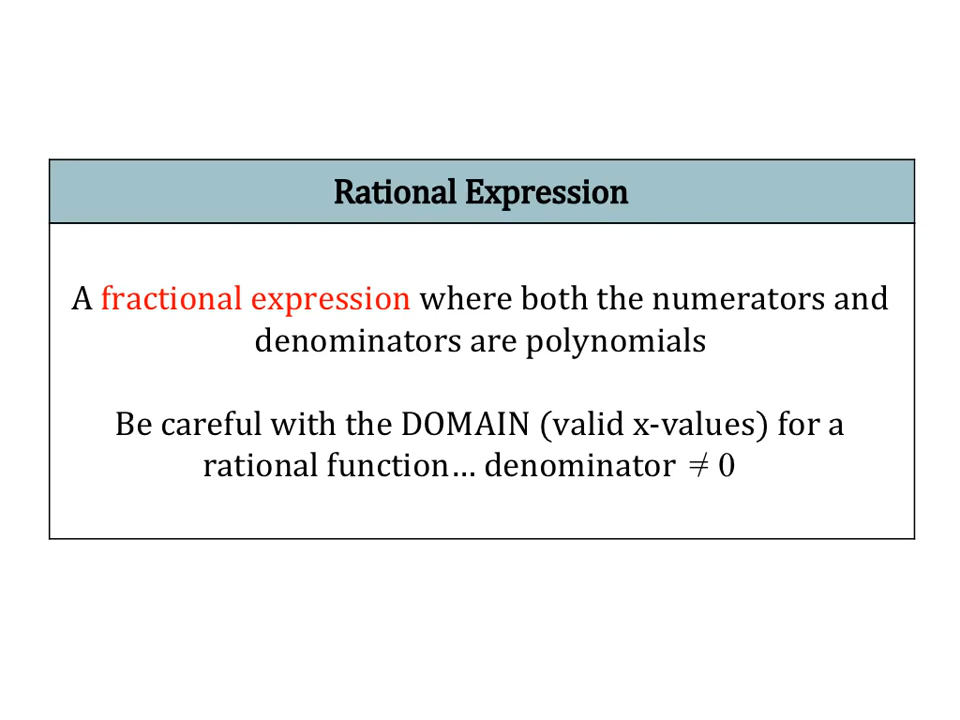 Rational Expression
A fractional expression where both the numerators and
denominators are polynomials
Be careful with the DOMAIN (valid x-values) for a
rational function… denominator ≠ 0